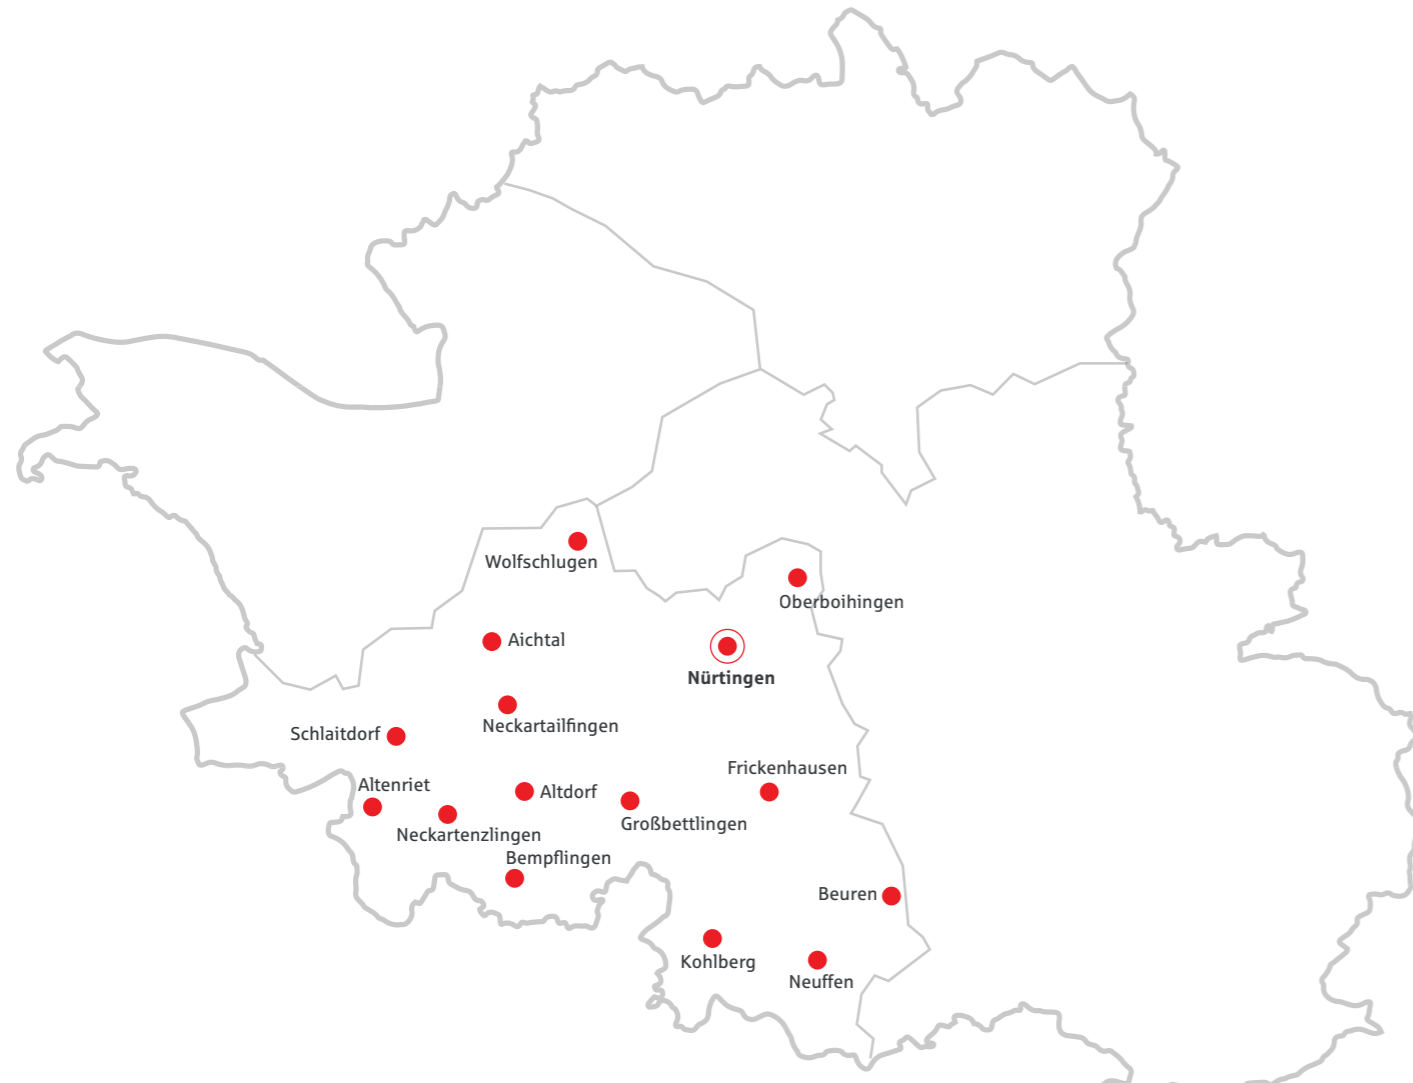 Wolfschlugen
Oberboihingen
Aichtal
Nürtingen
Neckartailfingen
Schlaitdorf
Frickenhausen
Altenriet
Altdorf
Großbettlingen
Neckartenzlingen
Bempflingen
Beuren
Kohlberg
Neuffen